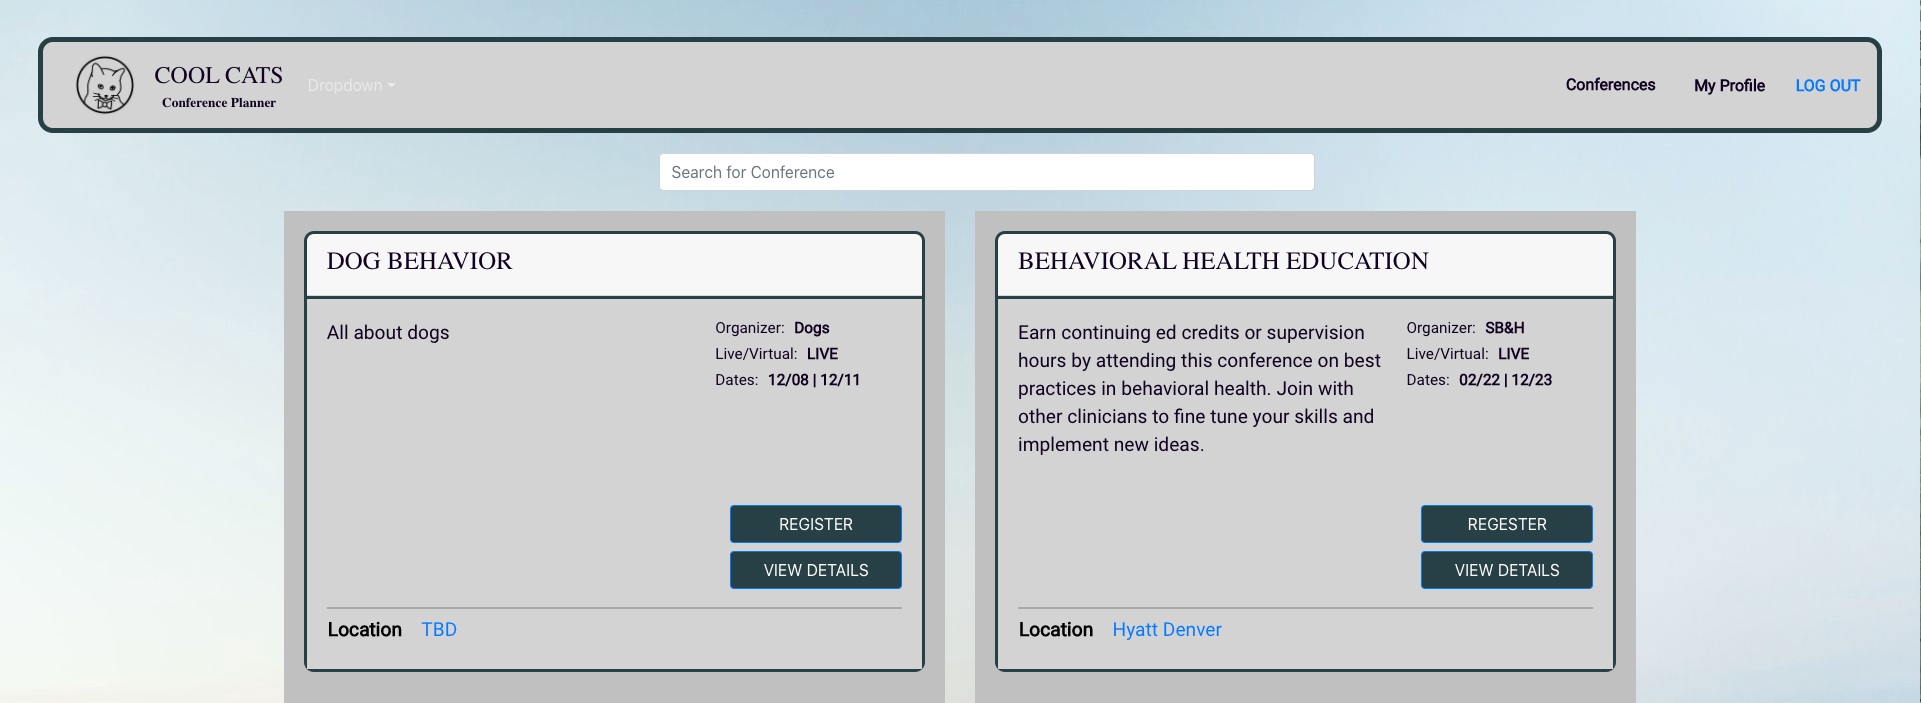 COOL CATS
Conference Planner
Dropdown
Conferences
My Profile
LOG OUT
Search for Conference
DOG BEHAVIOR
All about dogs
Organizer: Dogs
Live/Virtual: LIVE
Dates: 12/08 | 12/11
REGISTER
VIEW DETAILS
Location TBD
BEHAVIORAL HEALTH EDUCATION
Earn continuing ed credits or supervision
hours by attending this conference on best
practices in behavioral health. Join with
other clinicians to fine tune your skills and
implement new ideas.
Organizer: SB&H
Live/Virtual: LIVE
Dates: 02/22 | 12/23
REGESTER
VIEW DETAILS
Location Hyatt Denver